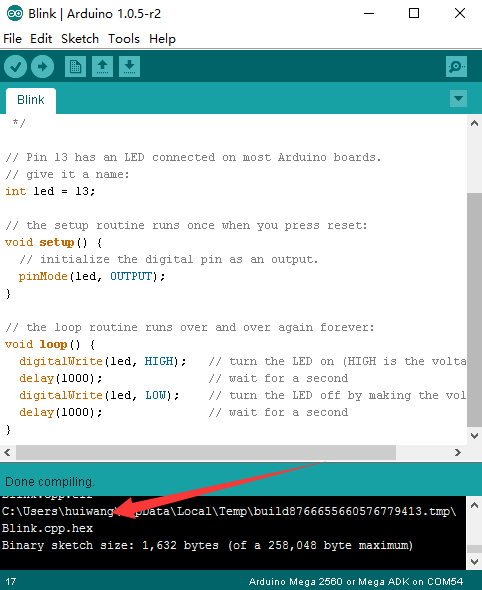 Blink | Arduino 1.0.5-r2
File Edit Sketch Tools Help
Blink
*/
// Pin 13 has an LED connected on most Arduino boards.
// give it a name:
int led = 13;
// the setup routine runs once when you press reset:
void setup() {
// initialize the digital pin as an output.
pinMode(led, OUTPUT);
}
// the loop routine runs over and over again forever:
void loop() {
digitalWrite(led, HIGH); // turn the LED on (HIGH is the volta
delay(1000); // wait for a second
digitalWrite(led, LOW); // turn the LED off by making the vol
delay(1000); // wait for a second
}
Done compiling.
Blink.cpp.elf
C:\Users\huiwang\AppData\Local\Temp\build8766655660576779413.tmp\
Blink.cpp.hex
Binary sketch size: 1,632 bytes (of a 258,048 byte maximum)
17 Arduino Mega 2560 or Mega ADK on COM54